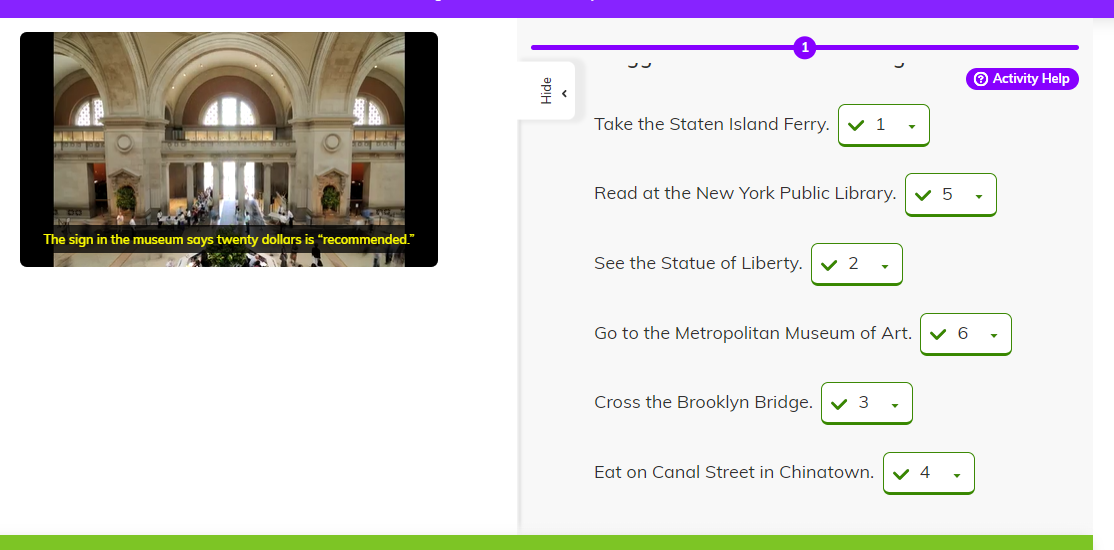 The sign in the museum says twenty dollars is “recommended.”
1
Hide
Activity Help
Take the Staten Island Ferry. 1
Read at the New York Public Library. 5
See the Statue of Liberty. 2
Go to the Metropolitan Museum of Art. 6
Cross the Brooklyn Bridge. 3
Eat on Canal Street in Chinatown. 4